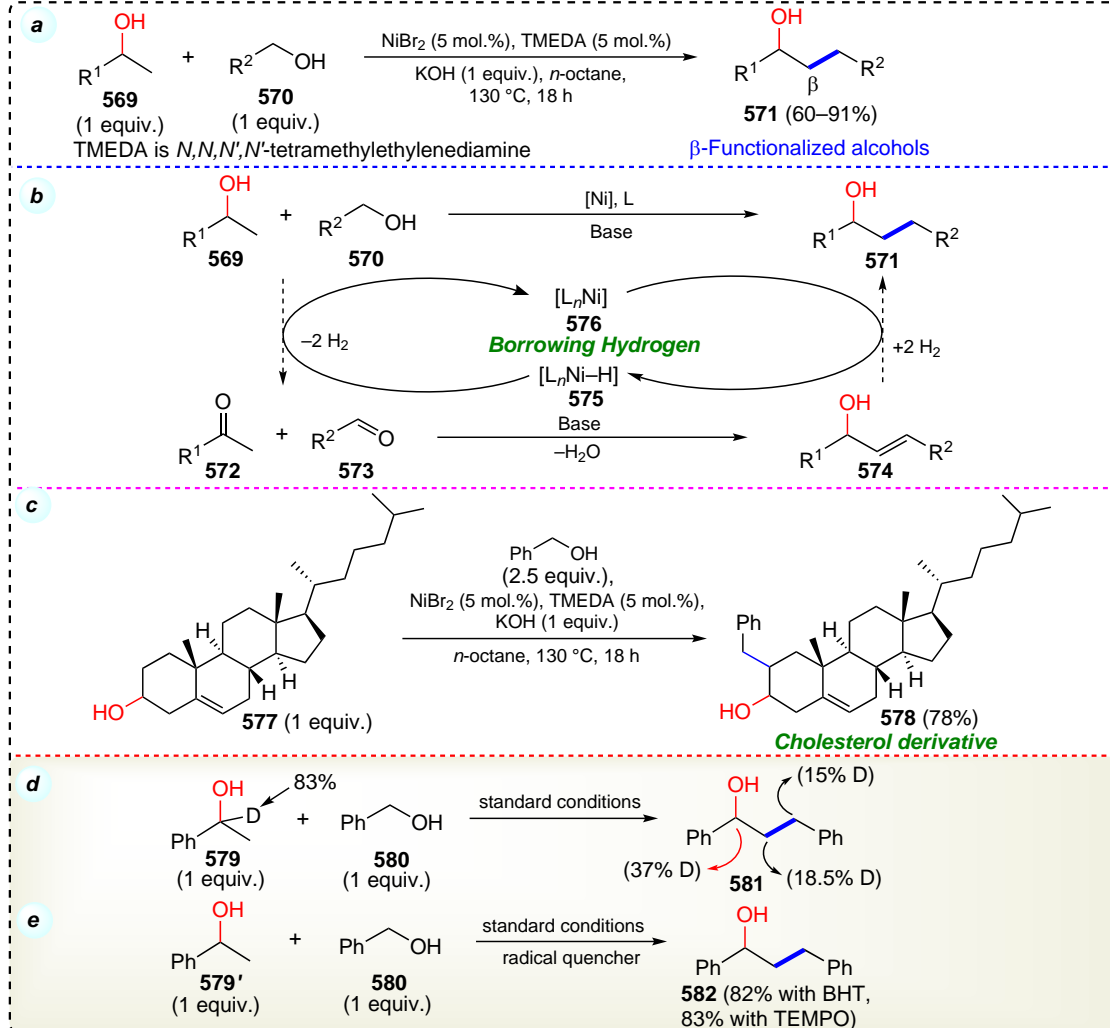 a
OH
R1
569
(1 equiv.)
+
R2 OH
570
(1 equiv.)
NiBr2 (5 mol.%), TMEDA (5 mol.%)
KOH (1 equiv.), n-octane,
130 °C, 18 h
OH
R1 β R2
571 (60–91%)
TMEDA is N,N,N',N'-tetramethylethylenediamine
β-Functionalized alcohols
b
OH
R1
569
+
R2 OH
570
[Ni], L
Base
OH
R1 R2
571
–2 H2
[LnNi]
576
Borrowing Hydrogen
[LnNi–H]
575
+2 H2
O
R1
572
+
R2 O
573
Base
–H2O
OH
R1 R2
574
c
H
H
H
HO
577 (1 equiv.)
Ph OH
(2.5 equiv.),
NiBr2 (5 mol.%), TMEDA (5 mol.%),
KOH (1 equiv.)
n-octane, 130 °C, 18 h
Ph
H
H
H
HO
578 (78%)
Cholesterol derivative
d
OH 83%
D
Ph
579
(1 equiv.)
+
Ph OH
580
(1 equiv.)
standard conditions
OH (15% D)
Ph Ph
(37% D) 581 (18.5% D)
e
OH
Ph
579'
(1 equiv.)
+
Ph OH
580
(1 equiv.)
standard conditions
radical quencher
OH
Ph Ph
582 (82% with BHT,
83% with TEMPO)